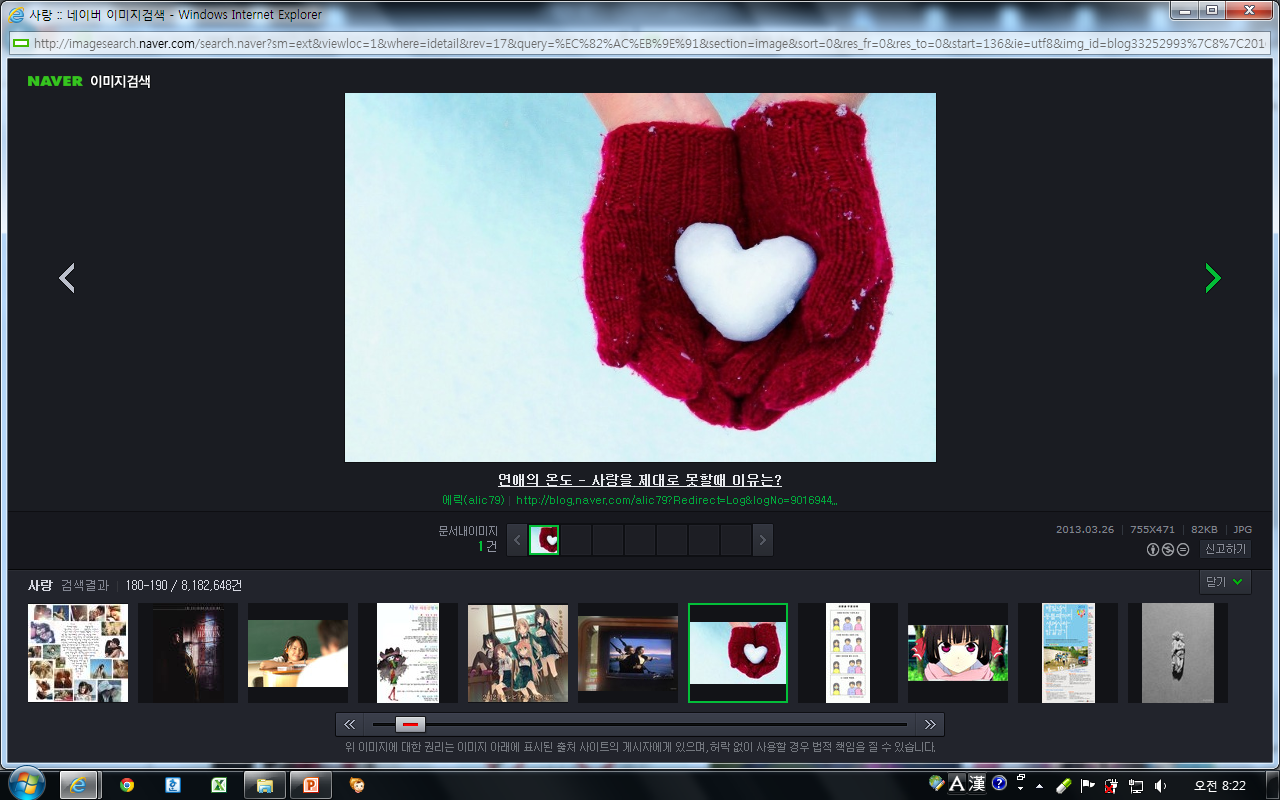 사랑 :: 네이버 이미지검색 - Windows Internet Explorer
http://imagesearch.naver.com/search.naver?sm=ext&viewloc=1&where=idetail&rev=17&query=%EC%82%AC%EB%9E%91&section=image&sort=0&res_fr=0&res_to=0&start=136&ie=utf8&img_id=blog33252993%7C8%7C201
NAVER 이미지검색
연애의 온도 - 사랑을 제대로 못할때 이유는?
에릭(alic79) | http://blog.naver.com/alic79?Redirect=Log&logNo=9016944...
문서내이미지
1 건
2013.03.26 | 755X471 | 82KB | JPG
신고하기
사랑 검색결과 | 180-190 / 8,182,648건
닫기
위 이미지에 대한 권리는 이미지 아래에 표시된 출처 사이트의 게시자에게 있으며, 허락 없이 사용할 경우 법적 책임을 질 수 있습니다.
A 漢
오전 8:22